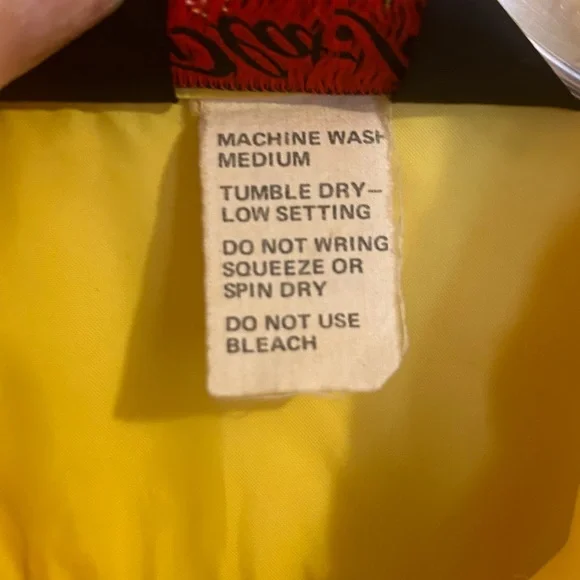 MACHINE WASH
MEDIUM
TUMBLE DRY—
LOW SETTING
DO NOT WRING
SQUEEZE OR
SPIN DRY
DO NOT USE
BLEACH